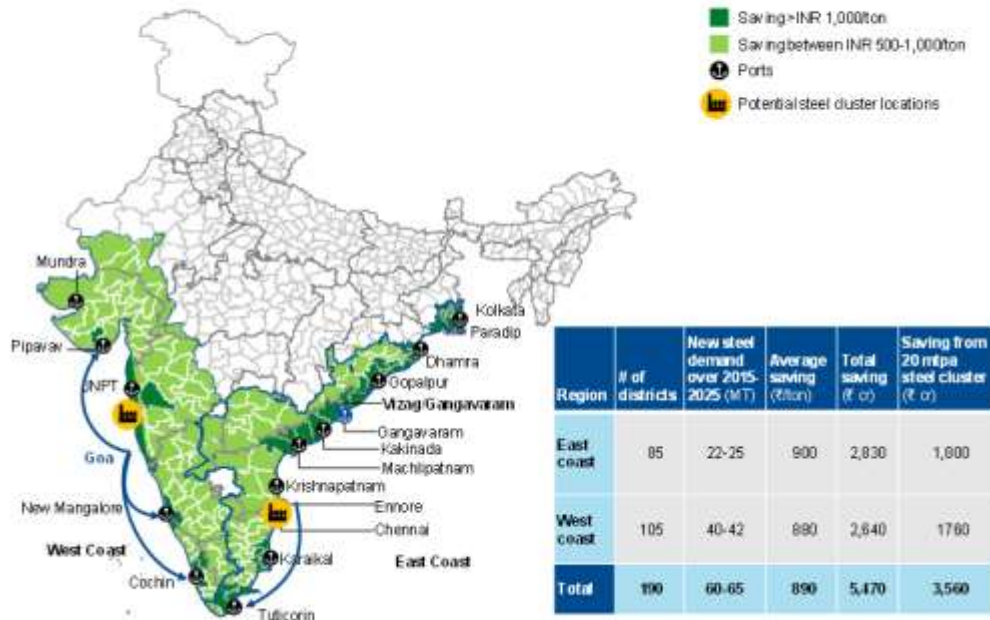 Saving>INR 1,000/ton
Saving between INR 500-1,000/ton
Ports
Potential steel cluster locations
Mundra
Pipavav
JNPT
Goa
New Mangalore
West Coast
Cochin
Kolkata
Paradip
Dhamra
Gopalpur
Vizag/Gangavaram
Gangavaram
Kakinada
Machlipatnam
Krishnapatnam
Ennore
Chennai
Karaikal
East Coast
Tuticorin
Region
# of
districts
New steel
demand
over 2015-
2025 (MT)
Average
saving
(₹/ton)
Total
saving
(₹ cr)
Saving from
20 mtpa
steel cluster
(₹ cr)
East
coast
85
22-25
900
2,830
1,800
West
coast
105
40-42
880
2,640
1760
Total
190
60-65
890
5,470
3,560